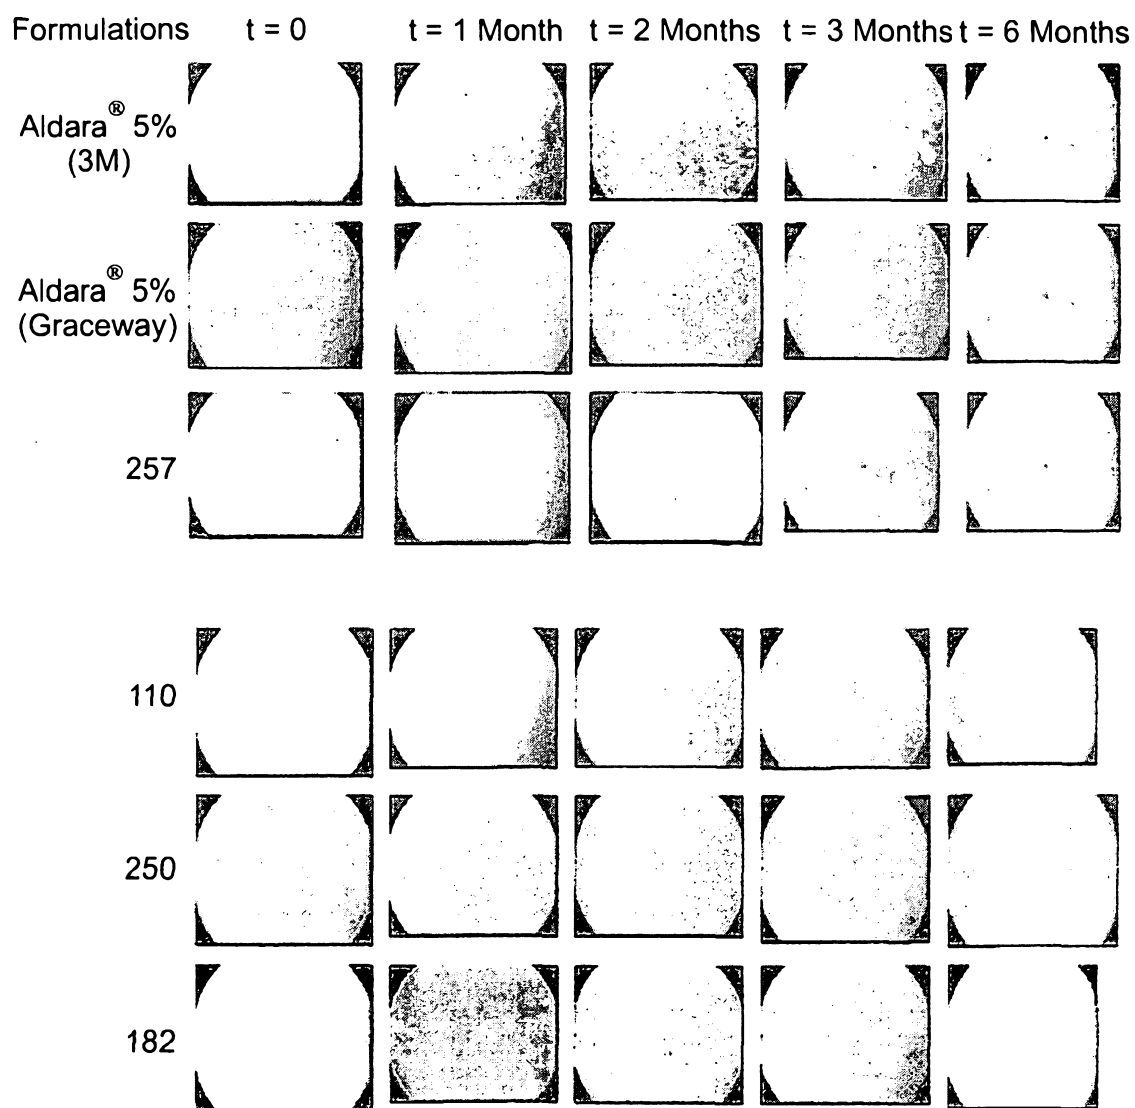 Formulations t = 0 t = 1 Month t = 2 Months t = 3 Months t = 6 Months
Aldara® 5%
(3M)
Aldara® 5%
(Graceway)
257
110
250
182